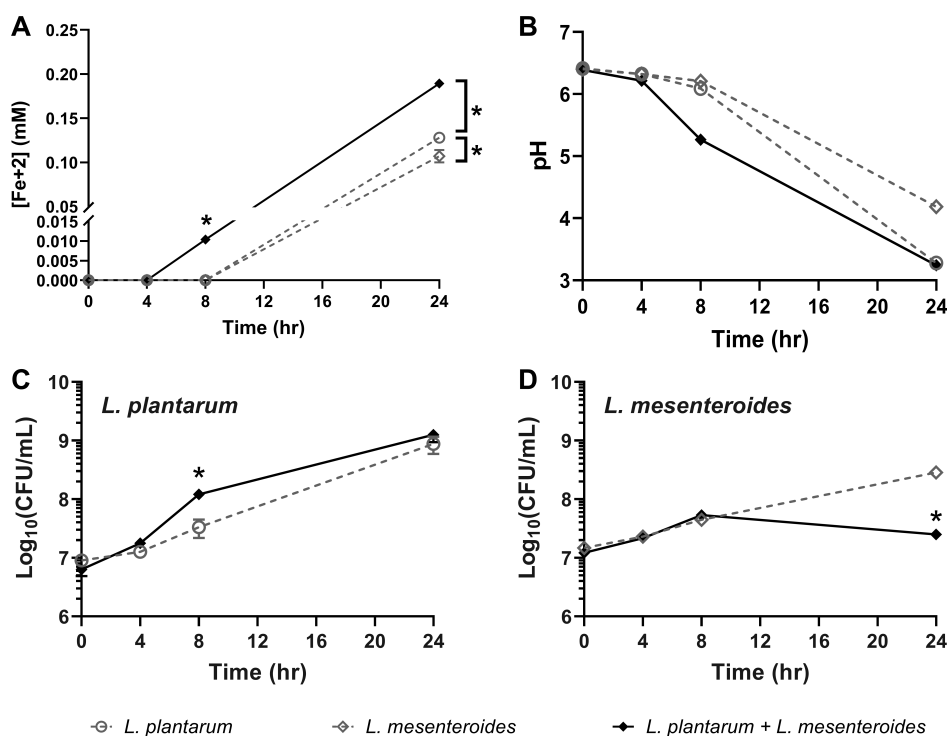 A
[Fe+2] (mM)
0.25
0.20
0.15
0.10
0.05
0.015
0.010
0.005
0.000
*
*
*
0 4 8 12 16 20 24
Time (hr)
B
pH
7
6
5
4
3
0 4 8 12 16 20 24
Time (hr)
C
L. plantarum
Log10(CFU/mL)
10
9
8
7
6
*
0 4 8 12 16 20 24
Time (hr)
D
L. mesenteroides
Log10(CFU/mL)
10
9
8
7
6
*
0 4 8 12 16 20 24
Time (hr)
L. plantarum L. mesenteroides L. plantarum + L. mesenteroides